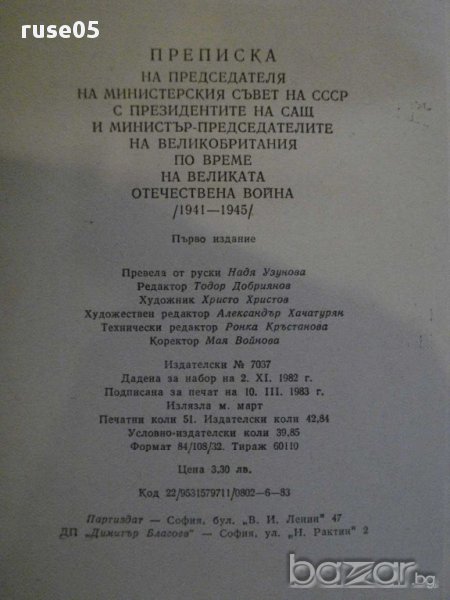 ruse05
ПРЕПИСКА
НА ПРЕДСЕДАТЕЛЯ
НА МИНИСТЕРСКИЯ СЪВЕТ НА СССР
С ПРЕЗИДЕНТИТЕ НА САЩ
И МИНИСТЪР-ПРЕДСЕДАТЕЛИТЕ
НА ВЕЛИКОБРИТАНИЯ
ПО ВРЕМЕ
НА ВЕЛИКАТА
ОТЕЧЕСТВЕНА ВОЙНА
/1941—1945/
Първо издание
Превела от руски Надя Узунова
Редактор Тодор Добриянов
Художник Христо Христов
Художествен редактор Александър Хачатурян
Технически редактор Ронка Кръстанова
Коректор Мая Войнова
Издателски № 7037
Дадена за набор на 2. XI. 1982 г.
Подписана за печат на 10. III. 1983 г.
Излязла м. март
Печатни коли 51. Издателски коли 42,84
Условно-издателски коли 39,85
Формат 84/108/32. Тираж 60110
Цена 3,30 лв.
Код 22/9531579711/0802—6—83
Партиздат — София, бул. „В. И. Ленин" 47
ДП „Димитър Благоев" — София, ул. „Н. Ракитин" 2
bazar.бг